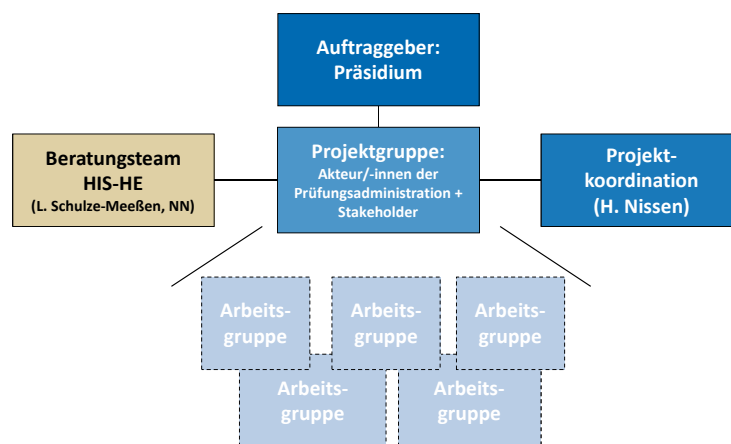 Auftraggeber:
Präsidium
Beratungsteam
HIS-HE
(L. Schulze-Meeßen, NN)
Projektgruppe:
Akteur/-innen der
Prüfungsadministration +
Stakeholder
Projekt-
koordination
(H. Nissen)
Arbeits-
gruppe
Arbeits-
gruppe
Arbeits-
gruppe
Arbeits-
gruppe
Arbeits-
gruppe